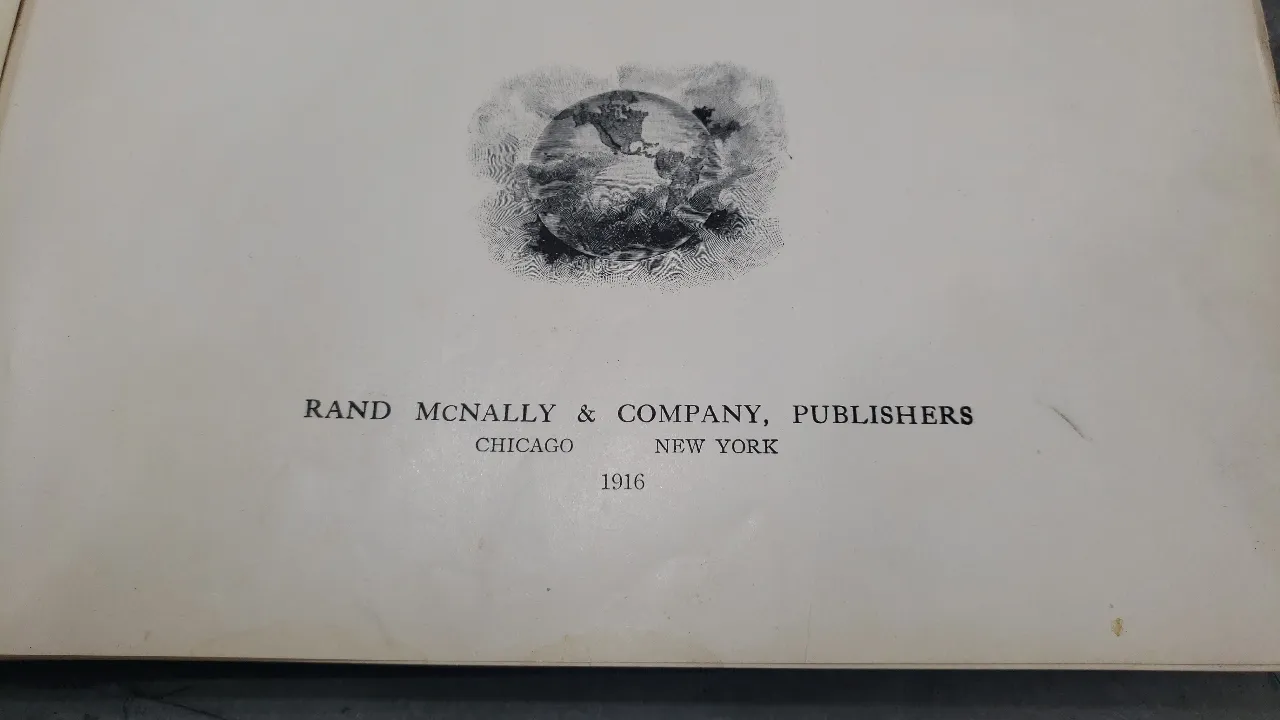 RAND McNALLY & COMPANY, PUBLISHERS
CHICAGO NEW YORK
1916